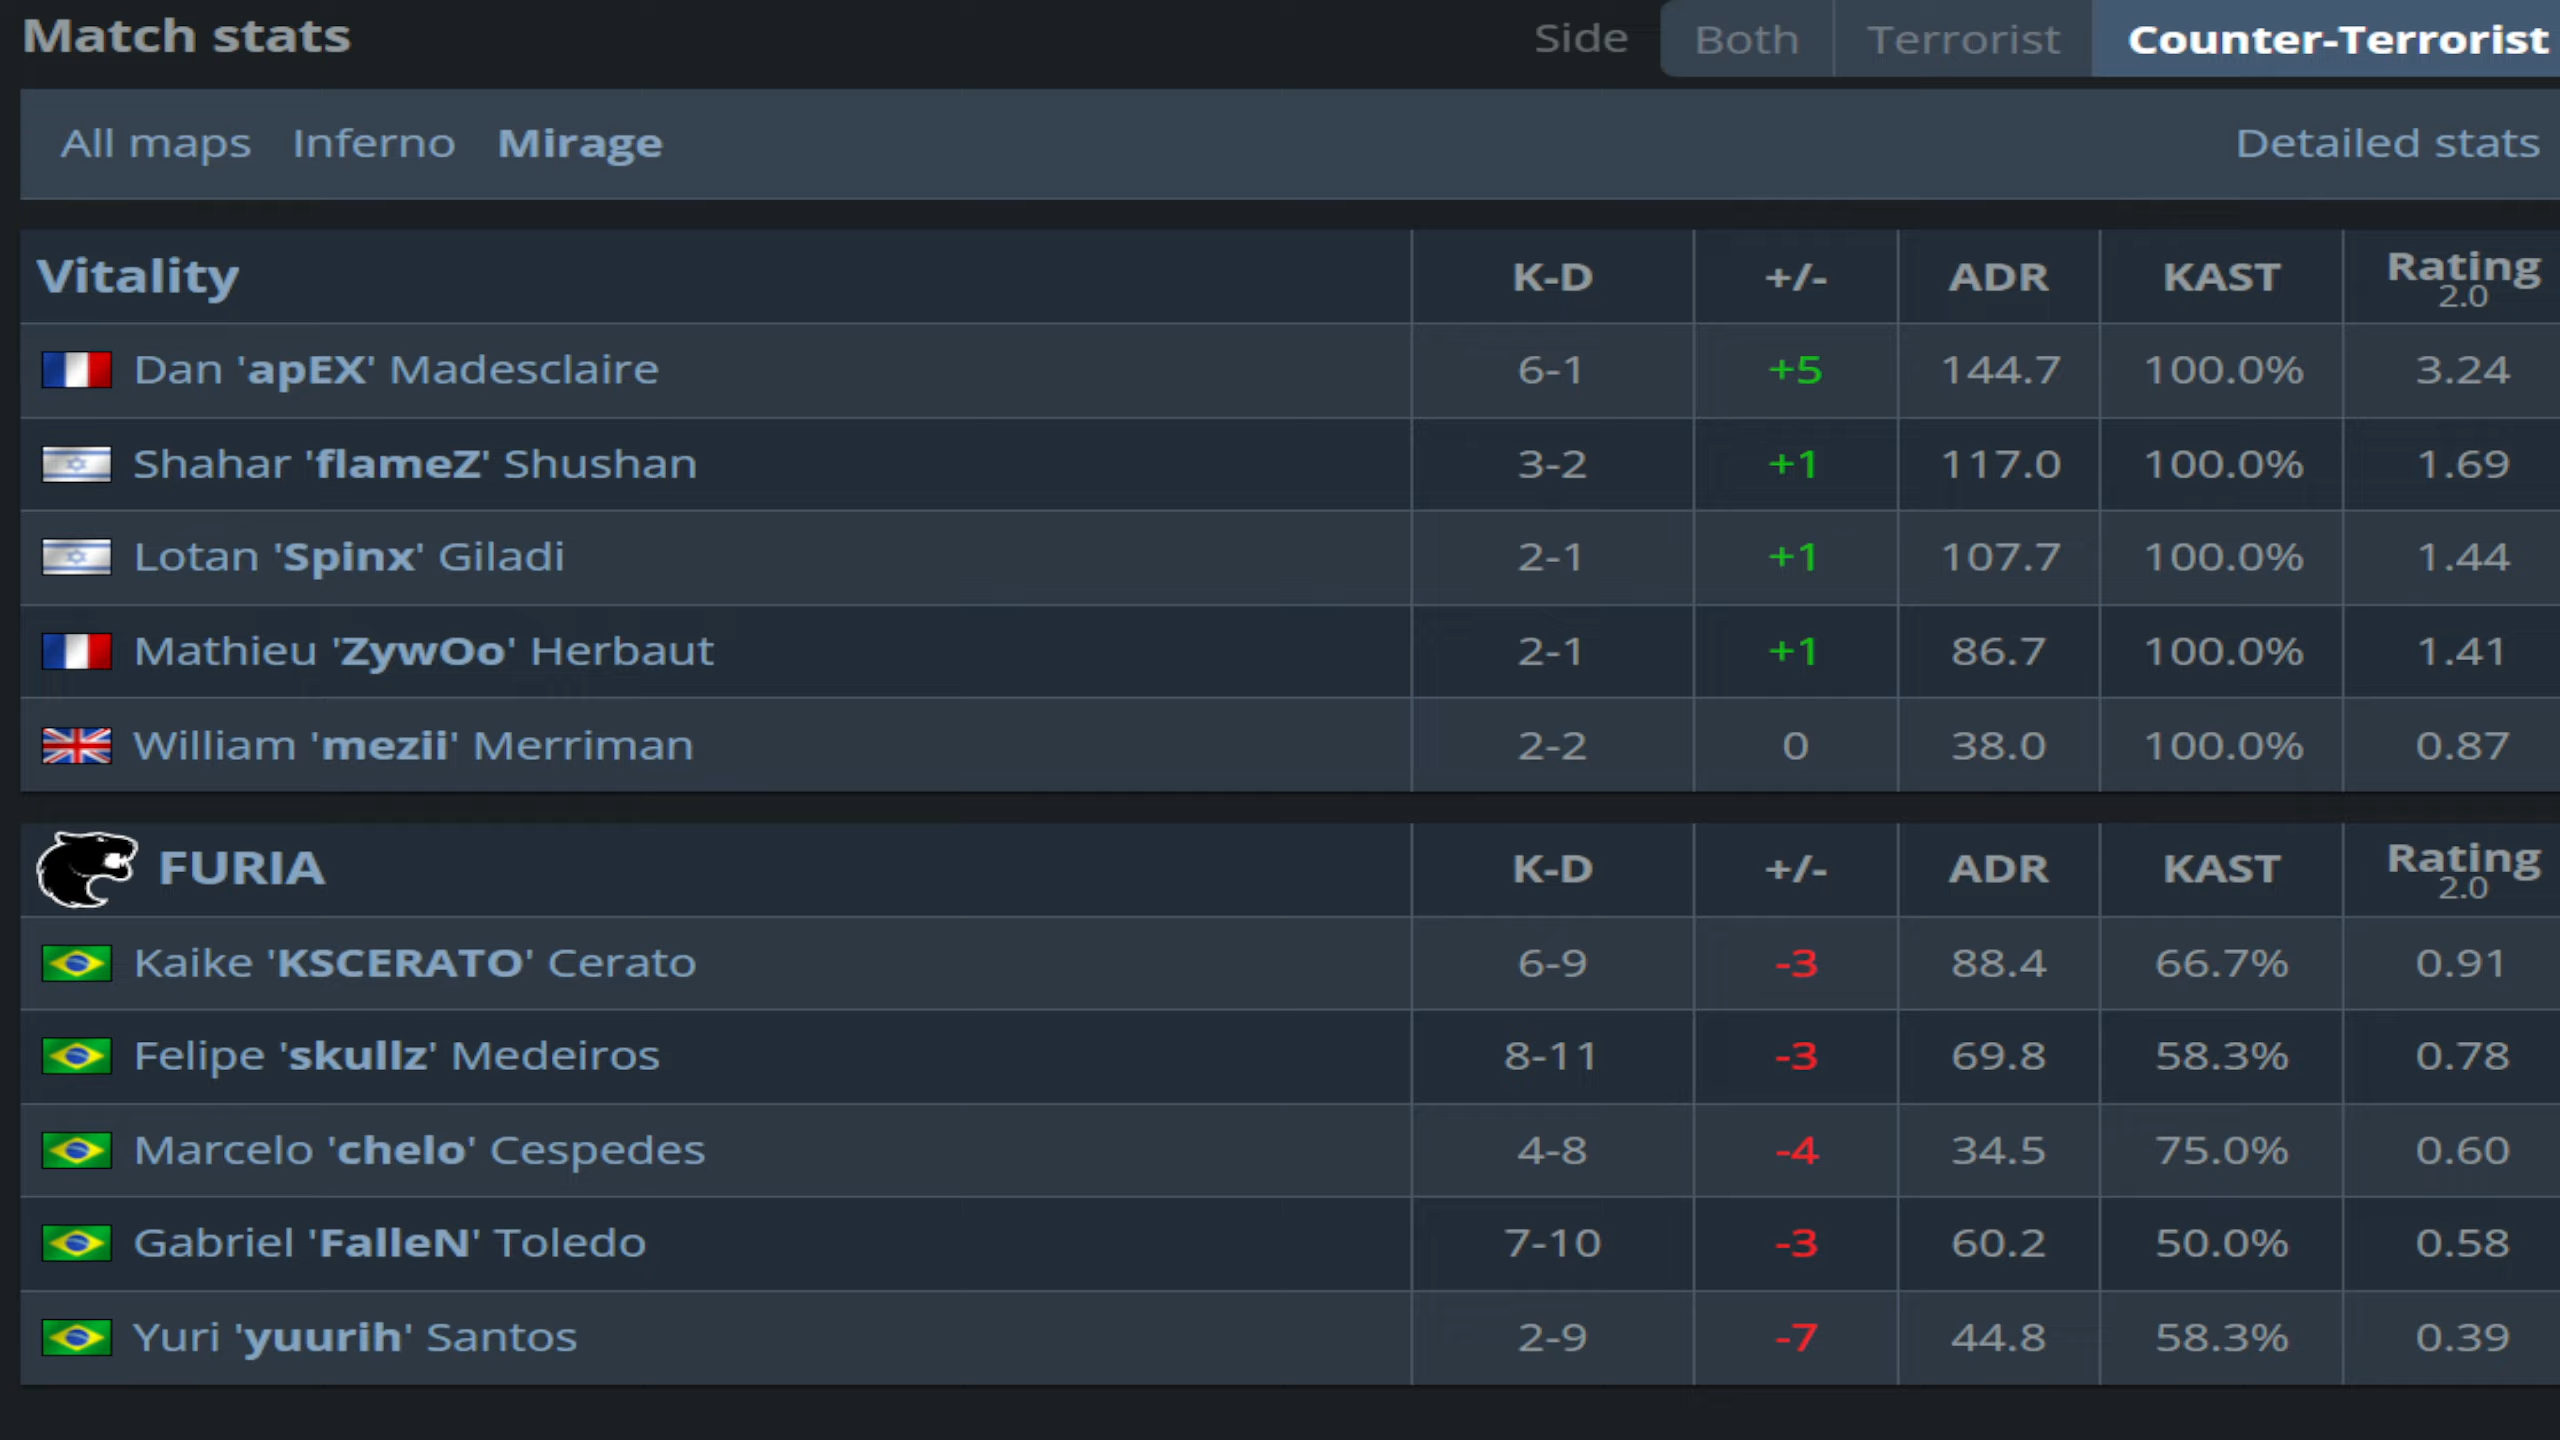 Match stats Side Both Terrorist Counter-Terrorist
All maps Inferno Mirage Detailed stats
Vitality K-D +/- ADR KAST Rating 2.0
Dan 'apEX' Madesclaire 6-1 +5 144.7 100.0% 3.24
Shahar 'flameZ' Shushan 3-2 +1 117.0 100.0% 1.69
Lotan 'Spinx' Giladi 2-1 +1 107.7 100.0% 1.44
Mathieu 'ZywOo' Herbaut 2-1 +1 86.7 100.0% 1.41
William 'mezii' Merriman 2-2 0 38.0 100.0% 0.87
FURIA K-D +/- ADR KAST Rating 2.0
Kaike 'KSCERATO' Cerato 6-9 -3 88.4 66.7% 0.91
Felipe 'skullz' Medeiros 8-11 -3 69.8 58.3% 0.78
Marcelo 'chelo' Cespedes 4-8 -4 34.5 75.0% 0.60
Gabriel 'FalleN' Toledo 7-10 -3 60.2 50.0% 0.58
Yuri 'yuurih' Santos 2-9 -7 44.8 58.3% 0.39